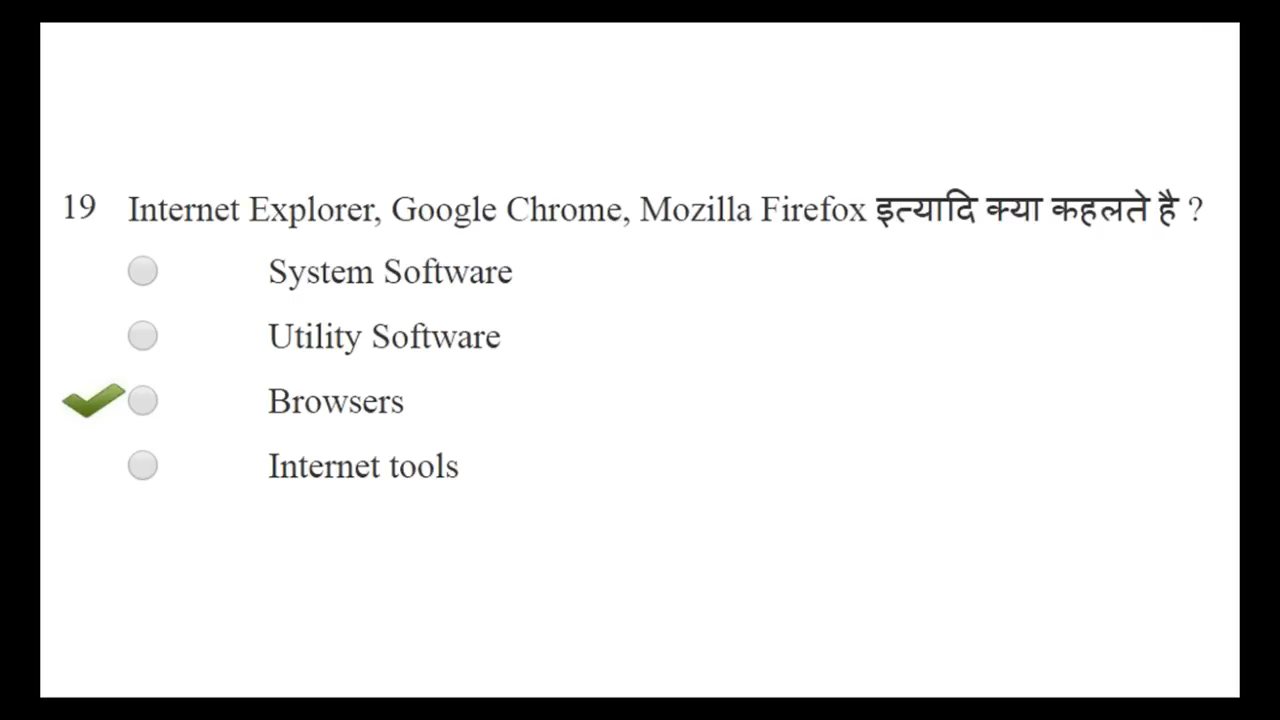 19 Internet Explorer, Google Chrome, Mozilla Firefox इत्यादि क्या कहलते है ?
System Software
Utility Software
Browsers
Internet tools